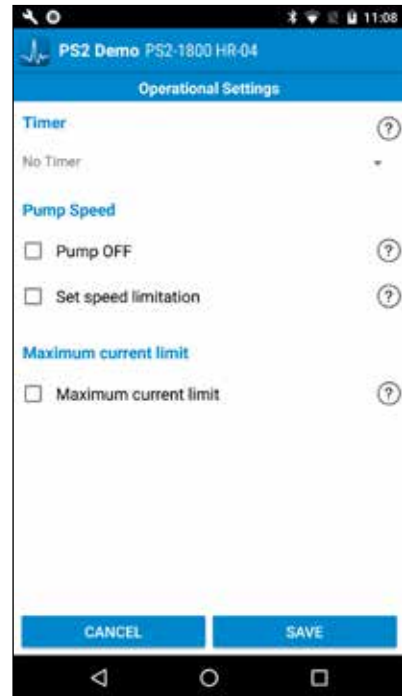 11:08
PS2 Demo PS2-1800 HR-04
Operational Settings
Timer
?
No Timer
Pump Speed
Pump OFF
?
Set speed limitation
?
Maximum current limit
Maximum current limit
?
CANCEL
SAVE